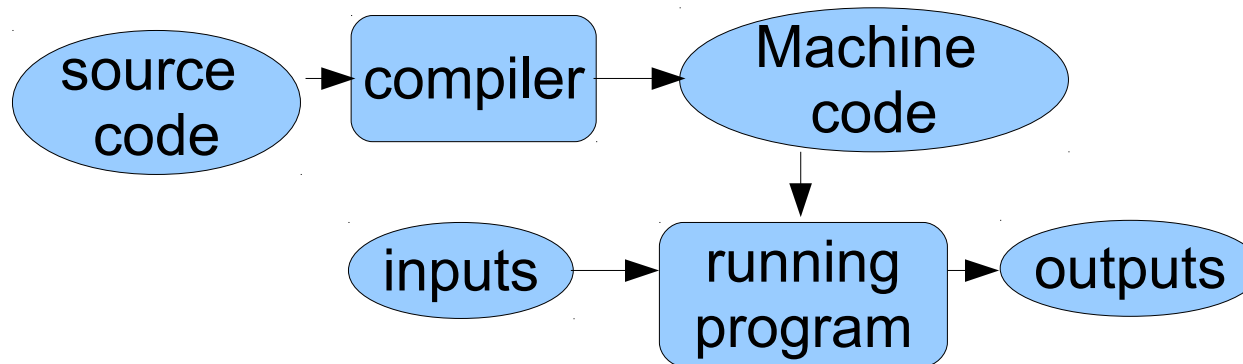 source
code
compiler
Machine
code
inputs
running
program
outputs